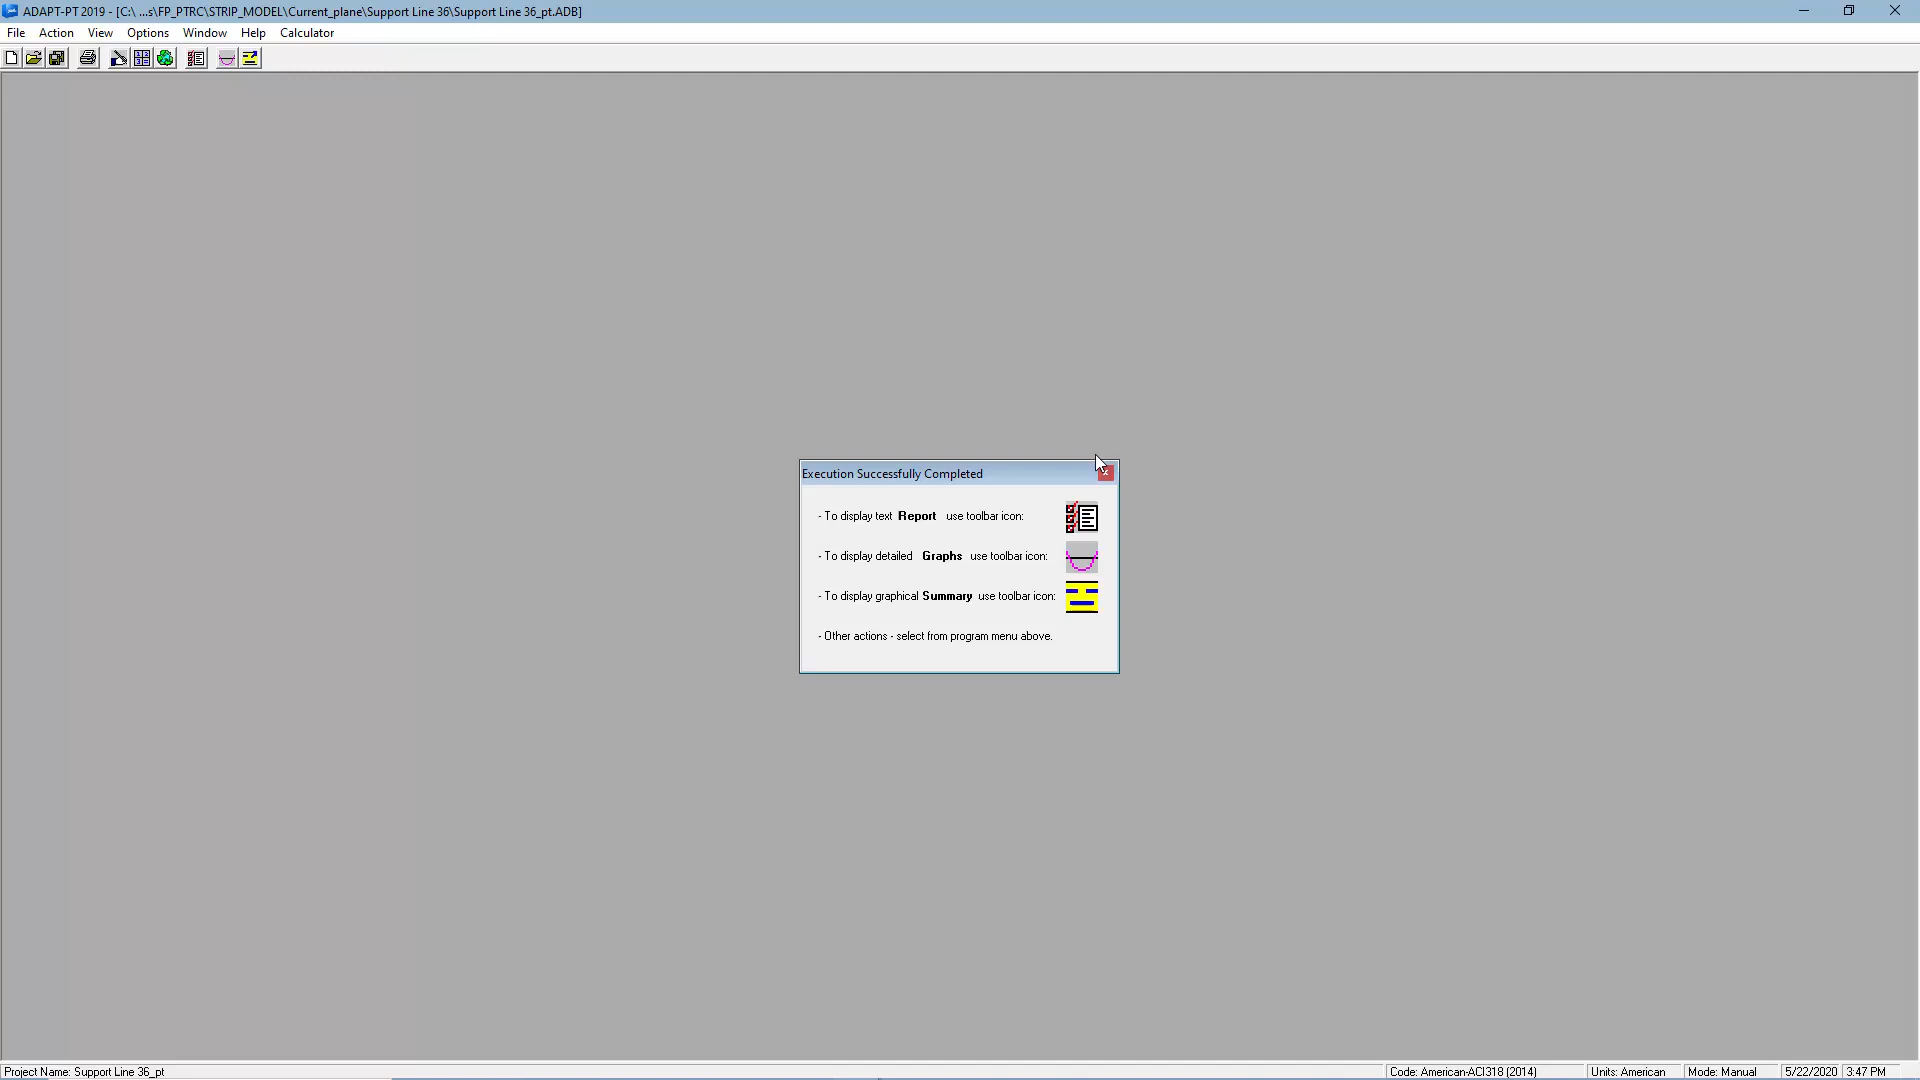 ADAPT-PT 2019 - [C:\ ...s\FP_PTRC\STRIP_MODEL\Current_plane\Support Line 36\Support Line 36_pt.ADB]
File Action View Options Window Help Calculator
Execution Successfully Completed
- To display text Report use toolbar icon:
- To display detailed Graphs use toolbar icon:
- To display graphical Summary use toolbar icon:
- Other actions - select from program menu above.
Project Name: Support Line 36_pt Code: American-ACI318 (2014) Units: American Mode: Manual 5/22/2020 3:47 PM